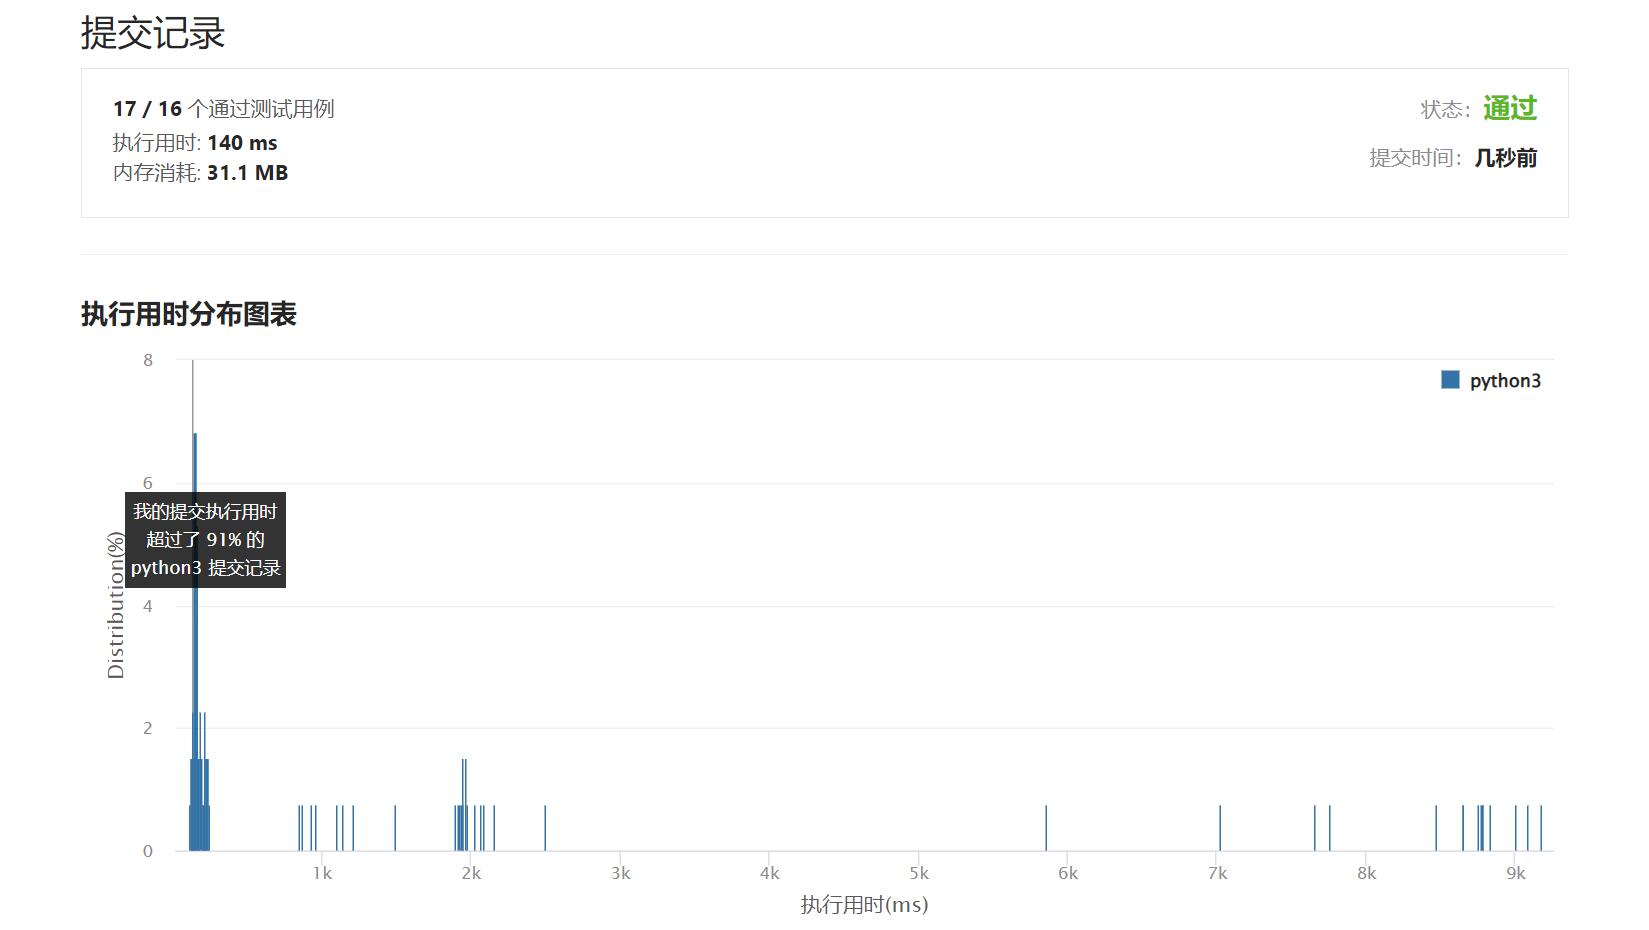 提交记录
17 / 16 个通过测试用例
状态： 通过
执行用时: 140 ms
提交时间： 几秒前
内存消耗: 31.1 MB
执行用时分布图表
8
python3
6
我的提交执行用时
超过了 91% 的
python3 提交记录
Distribution(%)
4
2
0
1k 2k 3k 4k 5k 6k 7k 8k 9k
执行用时(ms)